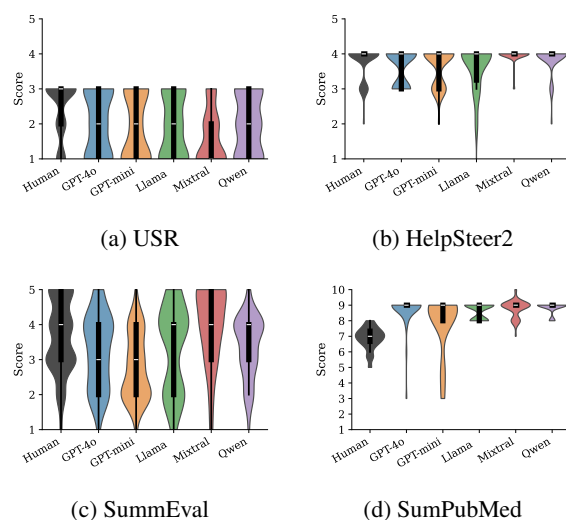 5
4
3
2
1
Score
Human
GPT-4o
GPT-mini
Llama
Mixtral
Qwen
(a) USR
5
4
3
2
1
Score
Human
GPT-4o
GPT-mini
Llama
Mixtral
Qwen
(b) HelpSteer2
5
4
3
2
1
Score
Human
GPT-4o
GPT-mini
Llama
Mixtral
Qwen
(c) SummEval
10
9
8
7
6
5
4
3
2
1
Score
Human
GPT-4o
GPT-mini
Llama
Mixtral
Qwen
(d) SumPubMed